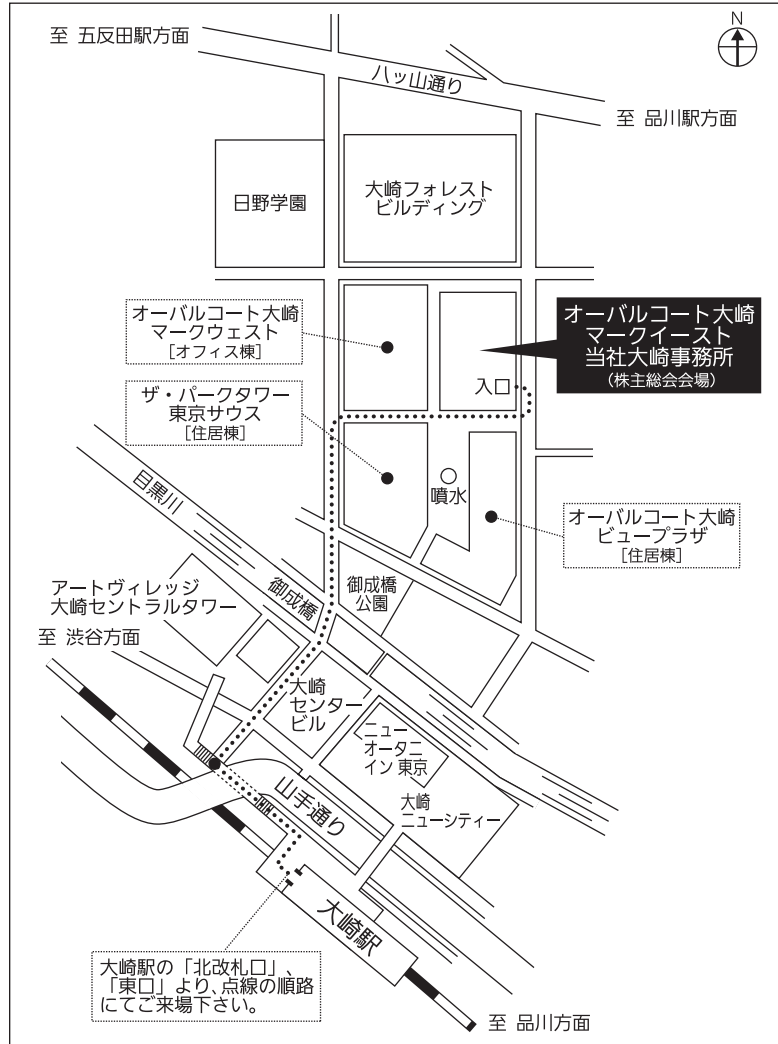 至 五反田駅方面
N
八ッ山通り
至 品川駅方面
日野学園
大崎フォレスト
ビルディング
オーバルコート大崎
マークウェスト
[オフィス棟]
オーバルコート大崎
マークイースト
当社大崎事務所
(株主総会会場)
入口
ザ・パークタワー
東京サウス
[住居棟]
目黒川
噴水
オーバルコート大崎
ビュープラザ
[住居棟]
アートヴィレッジ
大崎セントラルタワー
御成橋
御成橋
公園
至 渋谷方面
大崎
センター
ビル
ニュー
オータニ
イン 東京
山手通り
大崎
ニューシティー
大崎駅
大崎駅の「北改札口」、
「東口」より、点線の順路
にてご来場下さい。
至 品川方面